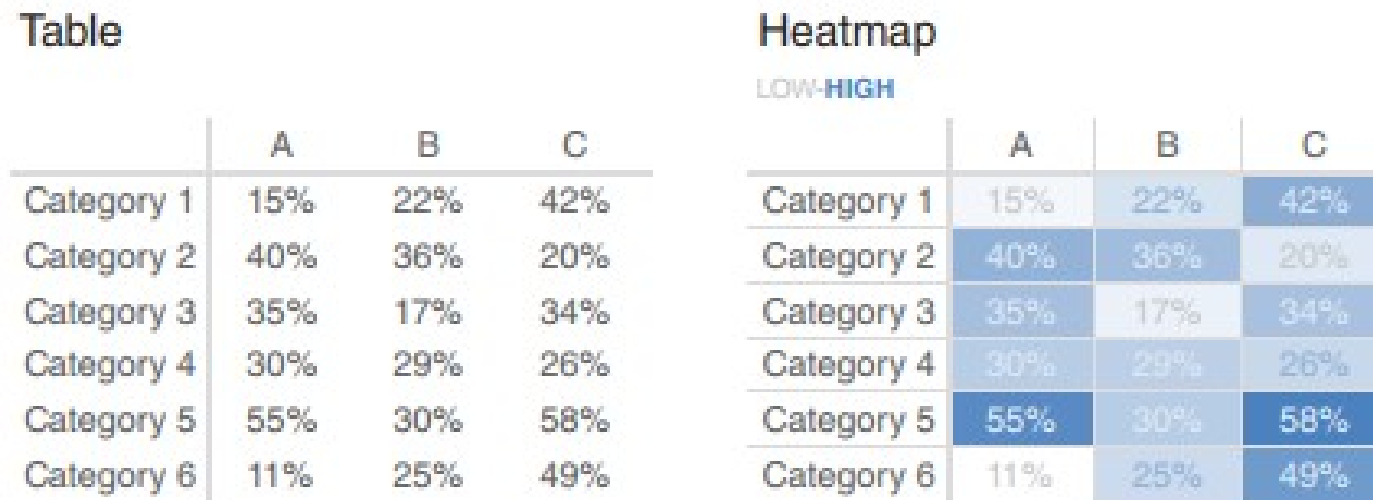 Table
A B C
Category 1 15% 22% 42%
Category 2 40% 36% 20%
Category 3 35% 17% 34%
Category 4 30% 29% 26%
Category 5 55% 30% 58%
Category 6 11% 25% 49%
Heatmap
LOW-HIGH
A B C
Category 1 15% 22% 42%
Category 2 40% 36% 20%
Category 3 35% 17% 34%
Category 4 30% 29% 26%
Category 5 55% 30% 58%
Category 6 11% 25% 49%